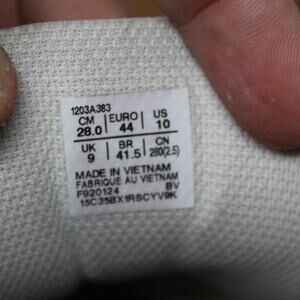 1203A383
CM EURO US
28.0 44 10
UK BR CN
9 41.5 280(2.5)
MADE IN VIETNAM
FABRIQUE AU VIETNAM
F920124 BV
15C35BX1RSCYV9K